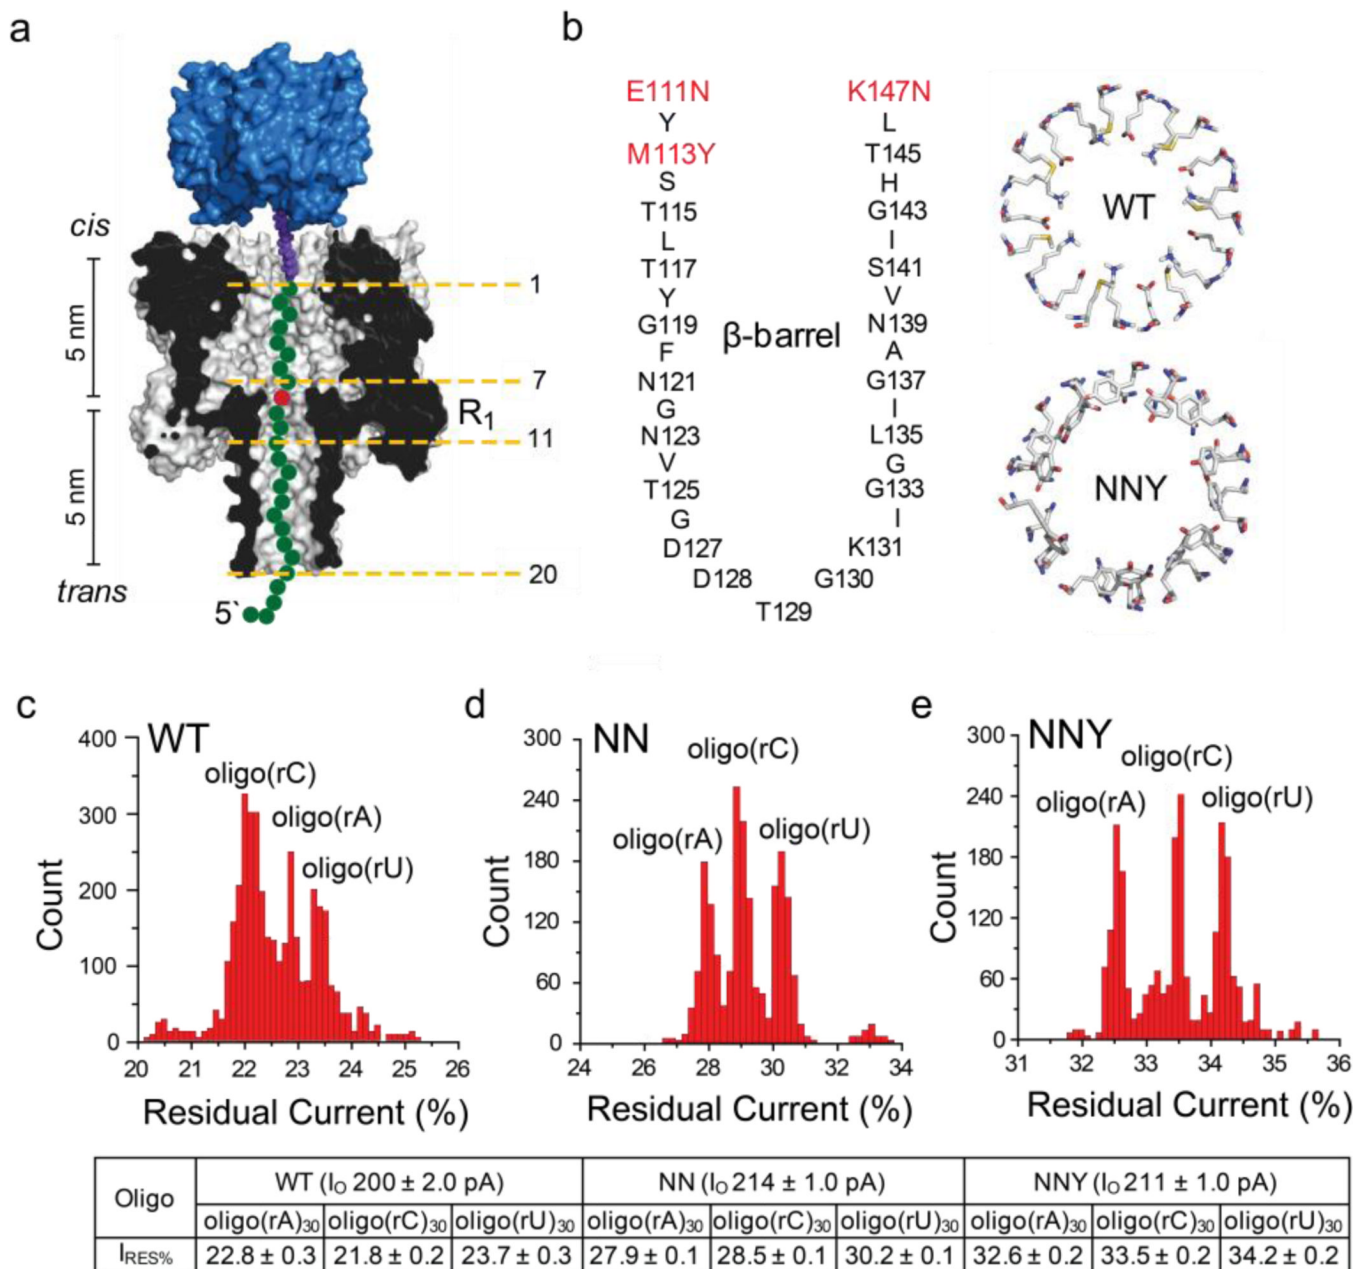 a
cis
5 nm
5 nm
trans
1
7
R₁
11
20
5`
b
E111N K147N
Y L
M113Y T145
S H
T115 G143
L I
T117 S141
Y V
G119 N139
F β-barrel A
N121 G137
G I
N123 L135
V G
T125 G133
G I
D127 K131
D128 G130
T129
WT
NNY
c
WT
oligo(rC)
oligo(rA)
oligo(rU)
Count
400
300
200
100
0
20 21 22 23 24 25 26
Residual Current (%)
d
NN
oligo(rC)
oligo(rA)
oligo(rU)
Count
300
240
180
120
60
0
24 26 28 30 32 34
Residual Current (%)
e
NNY
oligo(rC)
oligo(rA)
oligo(rU)
Count
300
240
180
120
60
0
31 32 33 34 35 36
Residual Current (%)
Oligo WT (I₀ 200 ± 2.0 pA) NN (I₀ 214 ± 1.0 pA) NNY (I₀ 211 ± 1.0 pA)
oligo(rA)₃₀ oligo(rC)₃₀ oligo(rU)₃₀ oligo(rA)₃₀ oligo(rC)₃₀ oligo(rU)₃₀ oligo(rA)₃₀ oligo(rC)₃₀ oligo(rU)₃₀
I_RES% 22.8 ± 0.3 21.8 ± 0.2 23.7 ± 0.3 27.9 ± 0.1 28.5 ± 0.1 30.2 ± 0.1 32.6 ± 0.2 33.5 ± 0.2 34.2 ± 0.2